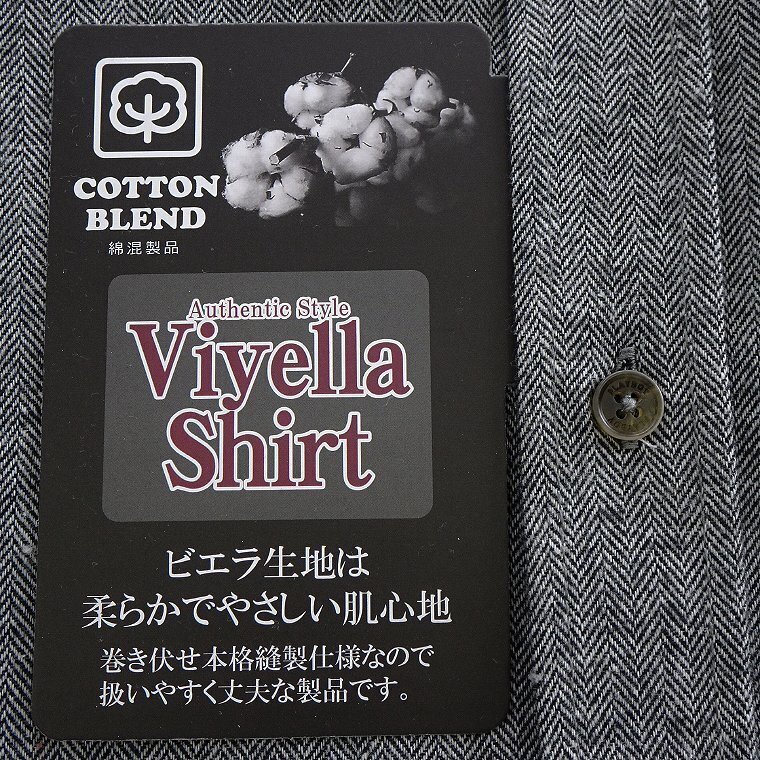 COTTON
BLEND
綿混製品
Authentic Style
Viyella
Shirt
ビエラ生地は
柔らかでやさしい肌心地
巻き伏せ本格縫製仕様なので
扱いやすく丈夫な製品です。
PLAYBOY